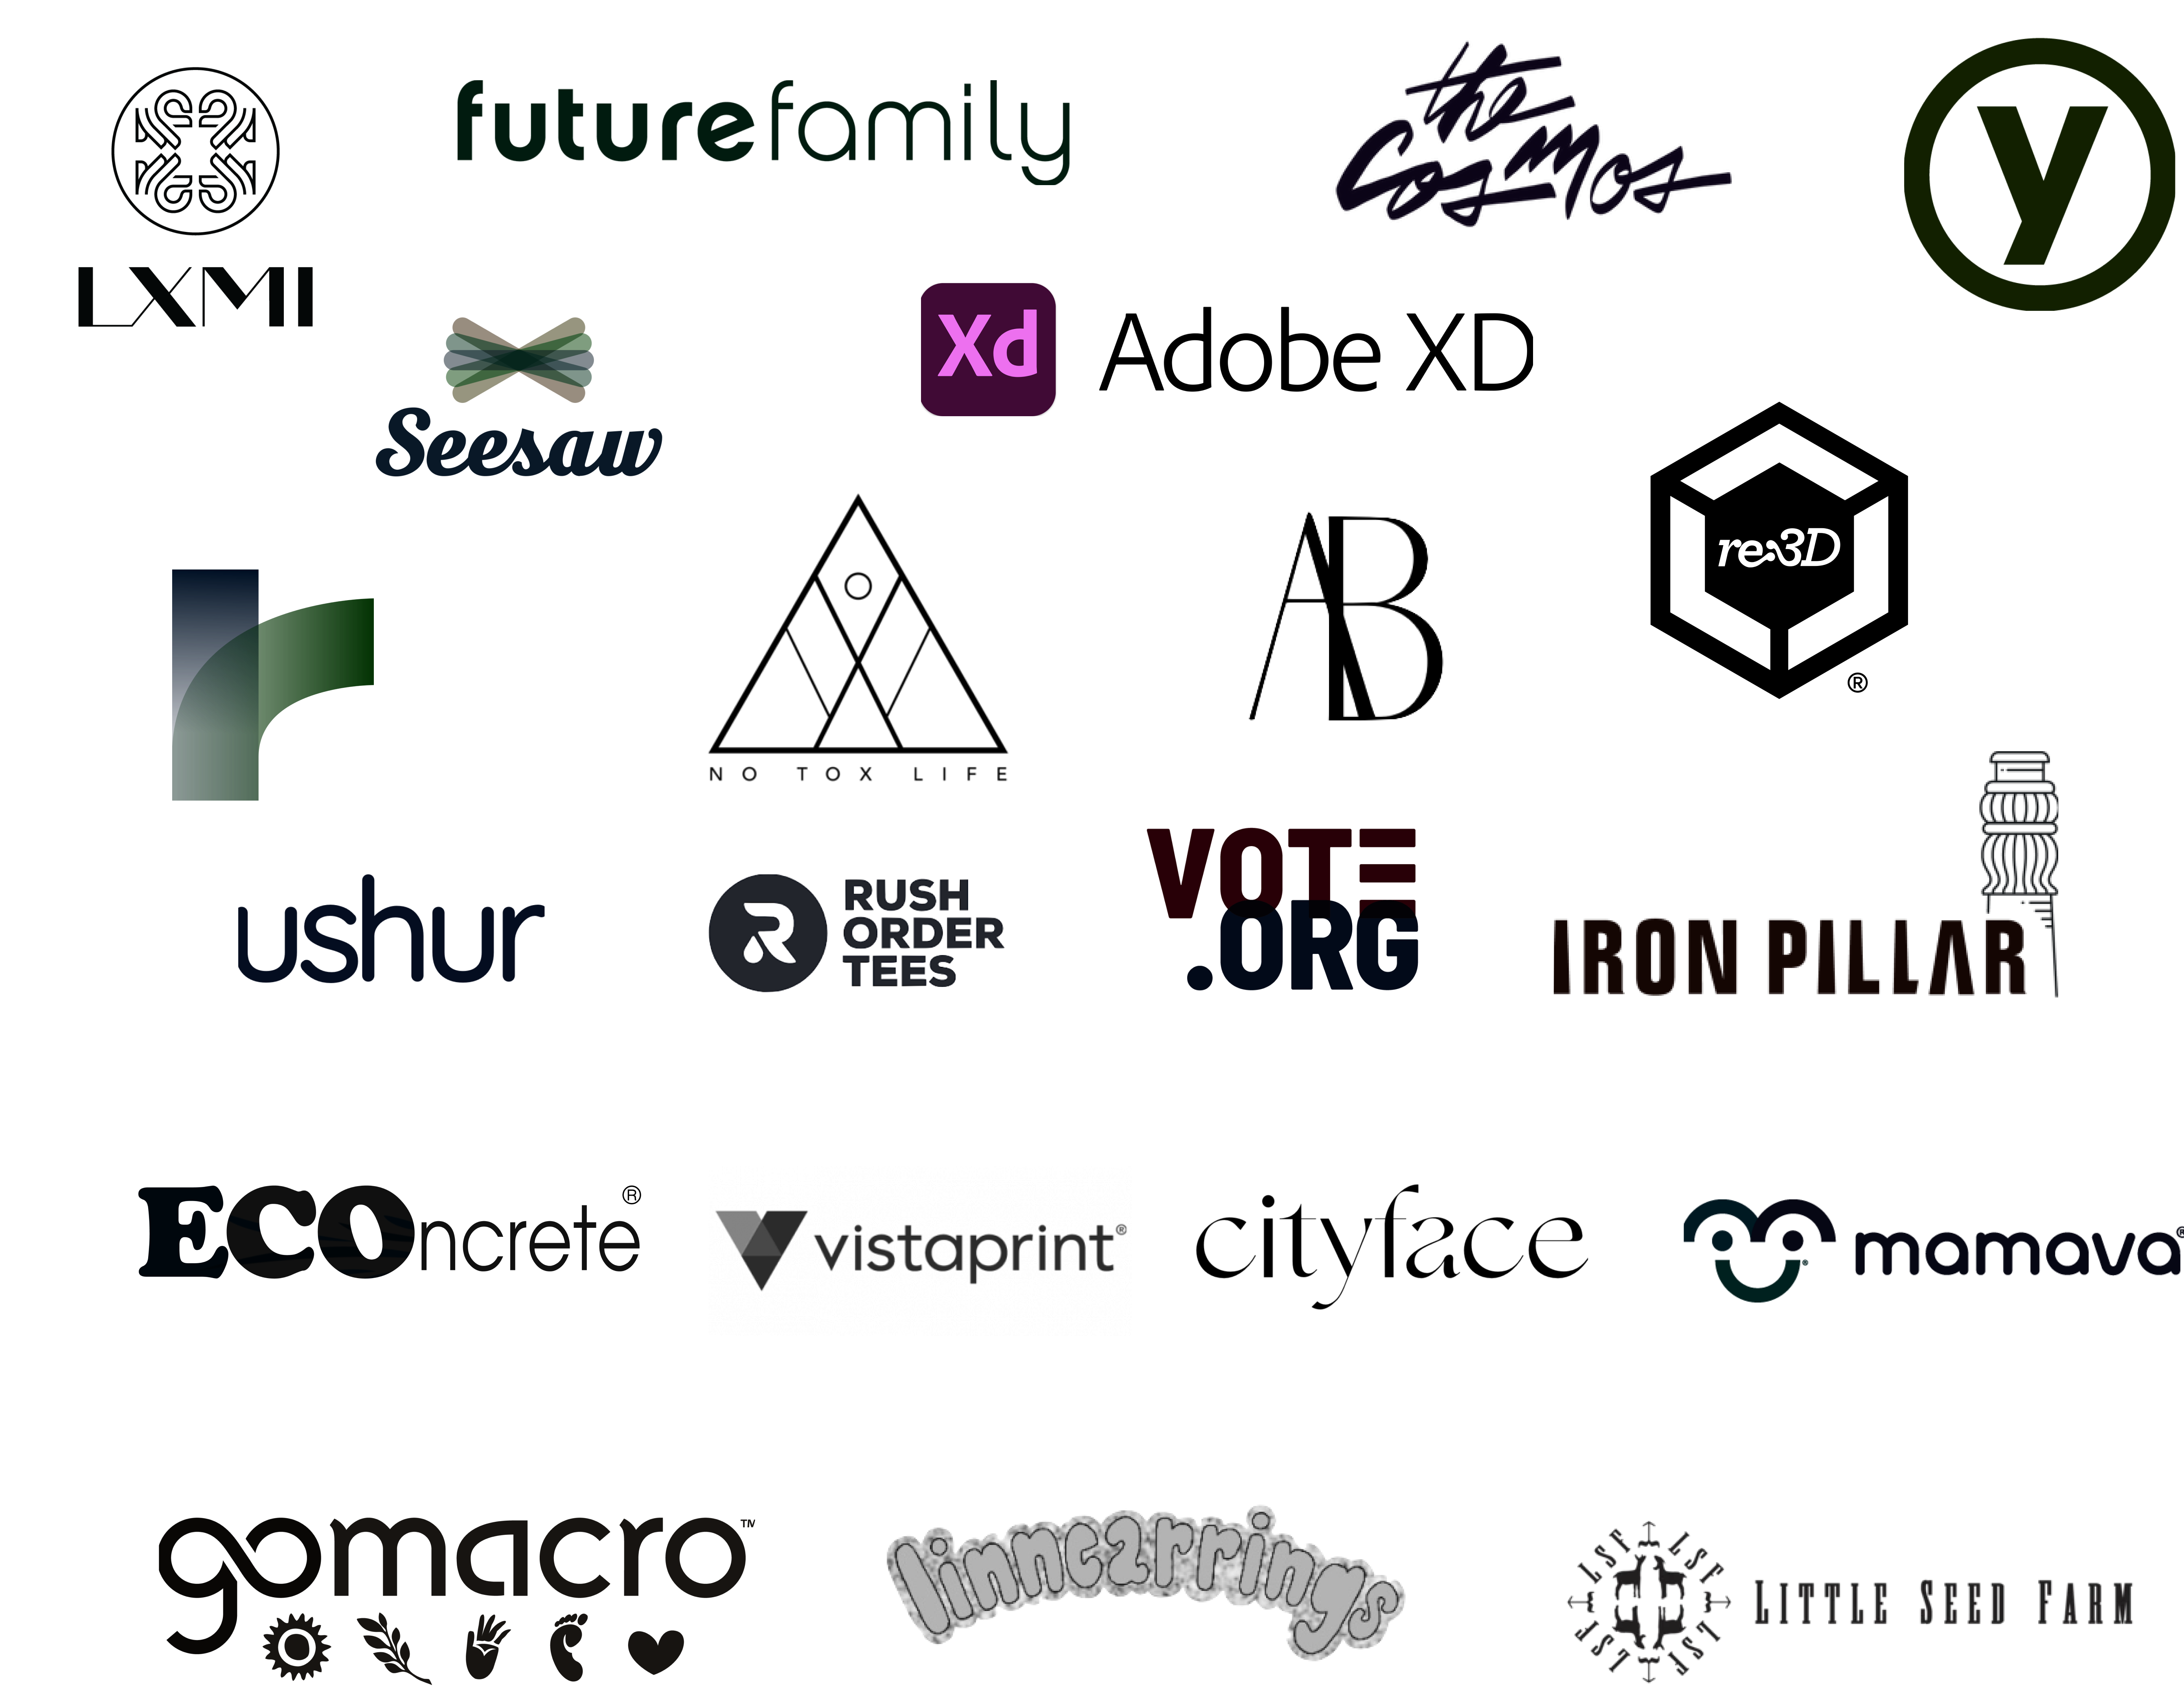 LXMI
futurefamily
the
Cosmos
y
Seesaw
Xd Adobe XD
re:3D
®
r
NO TOX LIFE
AB
ushur
RUSH
ORDER
TEES
VOTE
.ORG
IRON PILLAR
ECOncrete®
vistaprint®
cityface
mamava®
gomacro™
linnearrings
LSF LSF LSF LSF
LITTLE SEED FARM